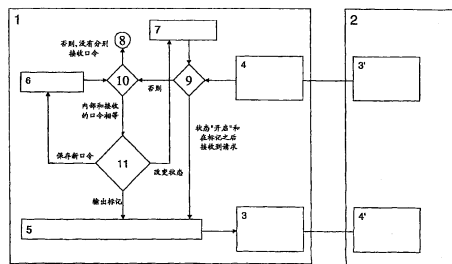 1
2
否则,没有分别
接收口令
8
7
6
10
否则
9
4
3'
内部和接收
的口令相等
状态"开启"和
在标记之后
接收到请求
保存新口令
11
改变状态
输出标记
5
3
4'